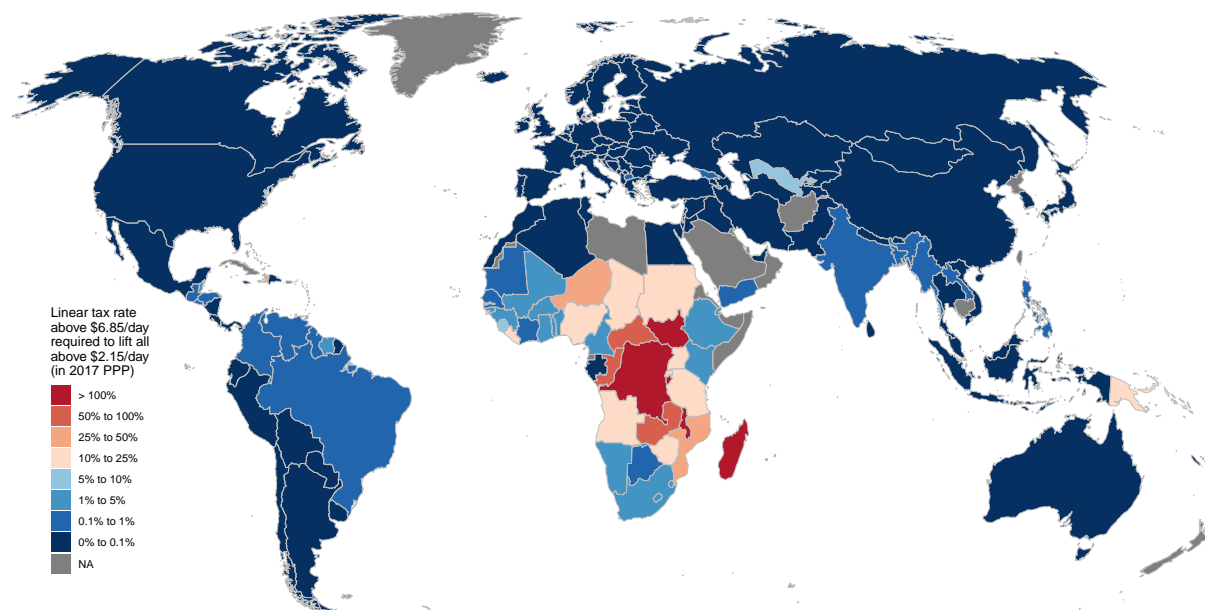 Linear tax rate
above $6.85/day
required to lift all
above $2.15/day
(in 2017 PPP)
> 100%
50% to 100%
25% to 50%
10% to 25%
5% to 10%
1% to 5%
0.1% to 1%
0% to 0.1%
NA